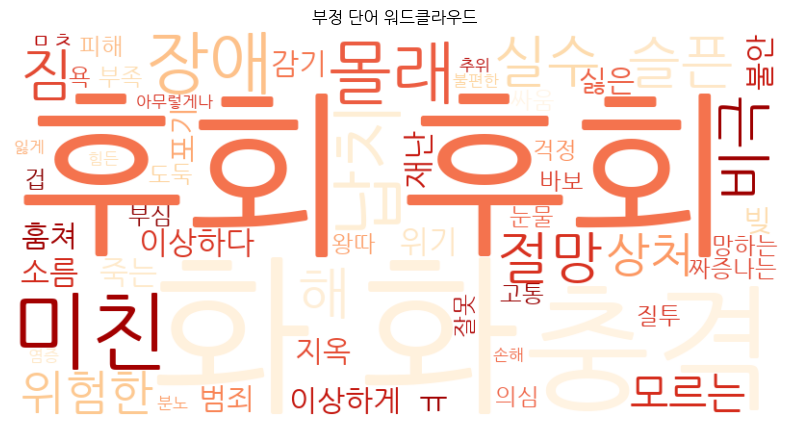 부정 단어 워드클라우드
ㅁㅊ 피해 장애 감기 몰래 추위 실수 슬픈 불안
짐 욕 부족 불편한 싫은
아무렇게나 싸움
후회 후회
잃게 힘든 포기 납치 재난 걱정 비극
겁 도둑 바보
부심 눈물 빚
훔쳐 이상하다 왕따 위기 절망 상처 망하는
소름 죽는 짜증나는
미친 화 해 화 고통 충격
잘못 질투
염증 지옥 손해
위험한 분노 범죄 이상하게 ㅠ 의심 모르는